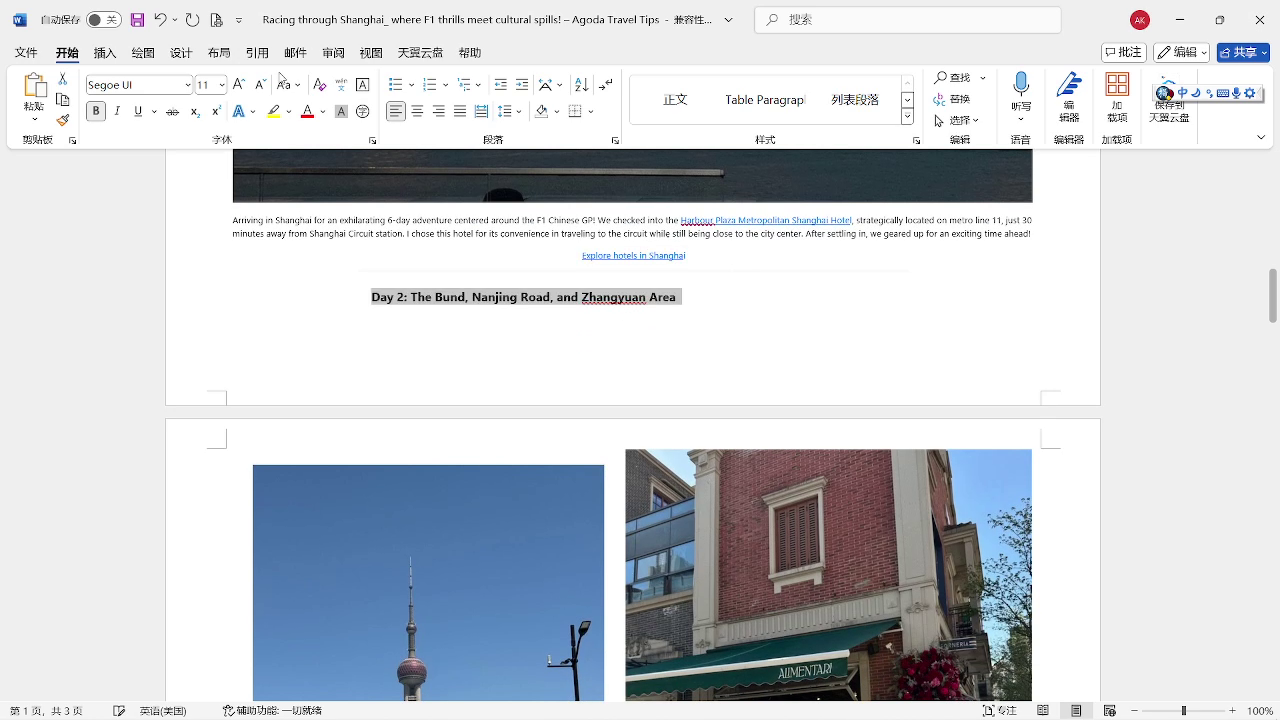 自动保存 关 Racing through Shanghai_ where F1 thrills meet cultural spills! – Agoda Travel Tips - 兼容性... 搜索 AK
文件 开始 插入 绘图 设计 布局 引用 邮件 审阅 视图 天翼云盘 帮助 批注 编辑 共享
粘贴 Segoe UI 11 正文 Table Paragrap 列表段落 查找 替换 选择 听写 编辑器 加载项 保存到天翼云盘 中
剪贴板 字体 段落 样式 编辑 语音 编辑器 加载项
Arriving in Shanghai for an exhilarating 6-day adventure centered around the F1 Chinese GP! We checked into the Harbour Plaza Metropolitan Shanghai Hotel, strategically located on metro line 11, just 30
minutes away from Shanghai Circuit station. I chose this hotel for its convenience in traveling to the circuit while still being close to the city center. After settling in, we geared up for an exciting time ahead!
Explore hotels in Shanghai
Day 2: The Bund, Nanjing Road, and Zhangyuan Area
ALIMENTARI
第 1 页，共 3 页 英语(美国) 辅助功能: 一切就绪 专注 100%